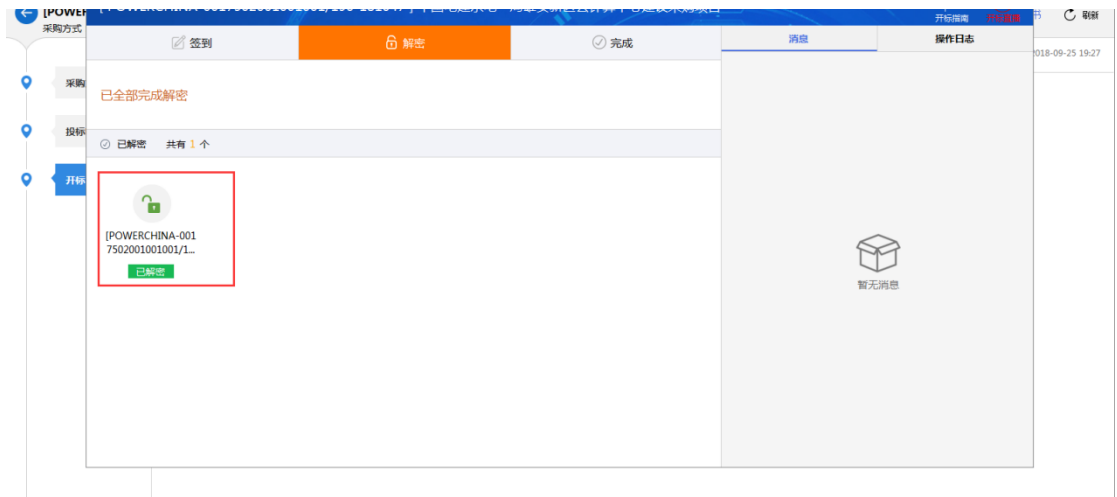 [POWER
采购方式
开标指南
刷新
签到
解密
完成
消息
操作日志
2018-09-25 19:27
采购
投标
开标
已全部完成解密
已解密 共有 1 个
[POWERCHINA-001
7502001001001/1...
已解密
暂无消息